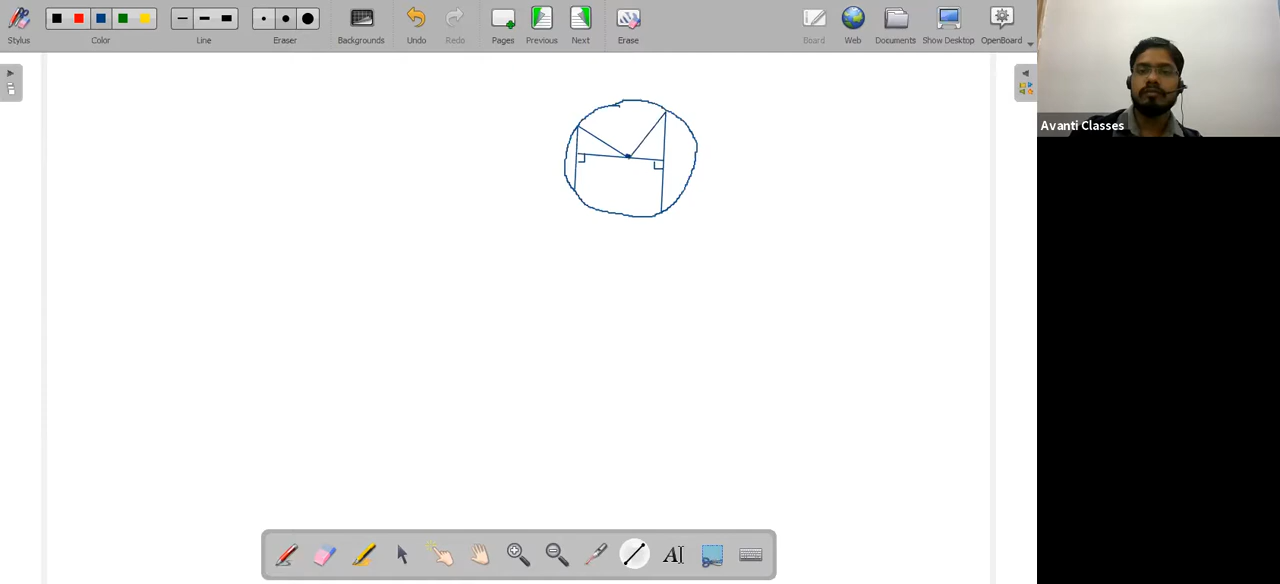 Stylus
Color
Line
Eraser
Backgrounds
Undo
Redo
Pages
Previous
Next
Erase
Board
Web
Documents
Show Desktop
OpenBoard
Avanti Classes
A